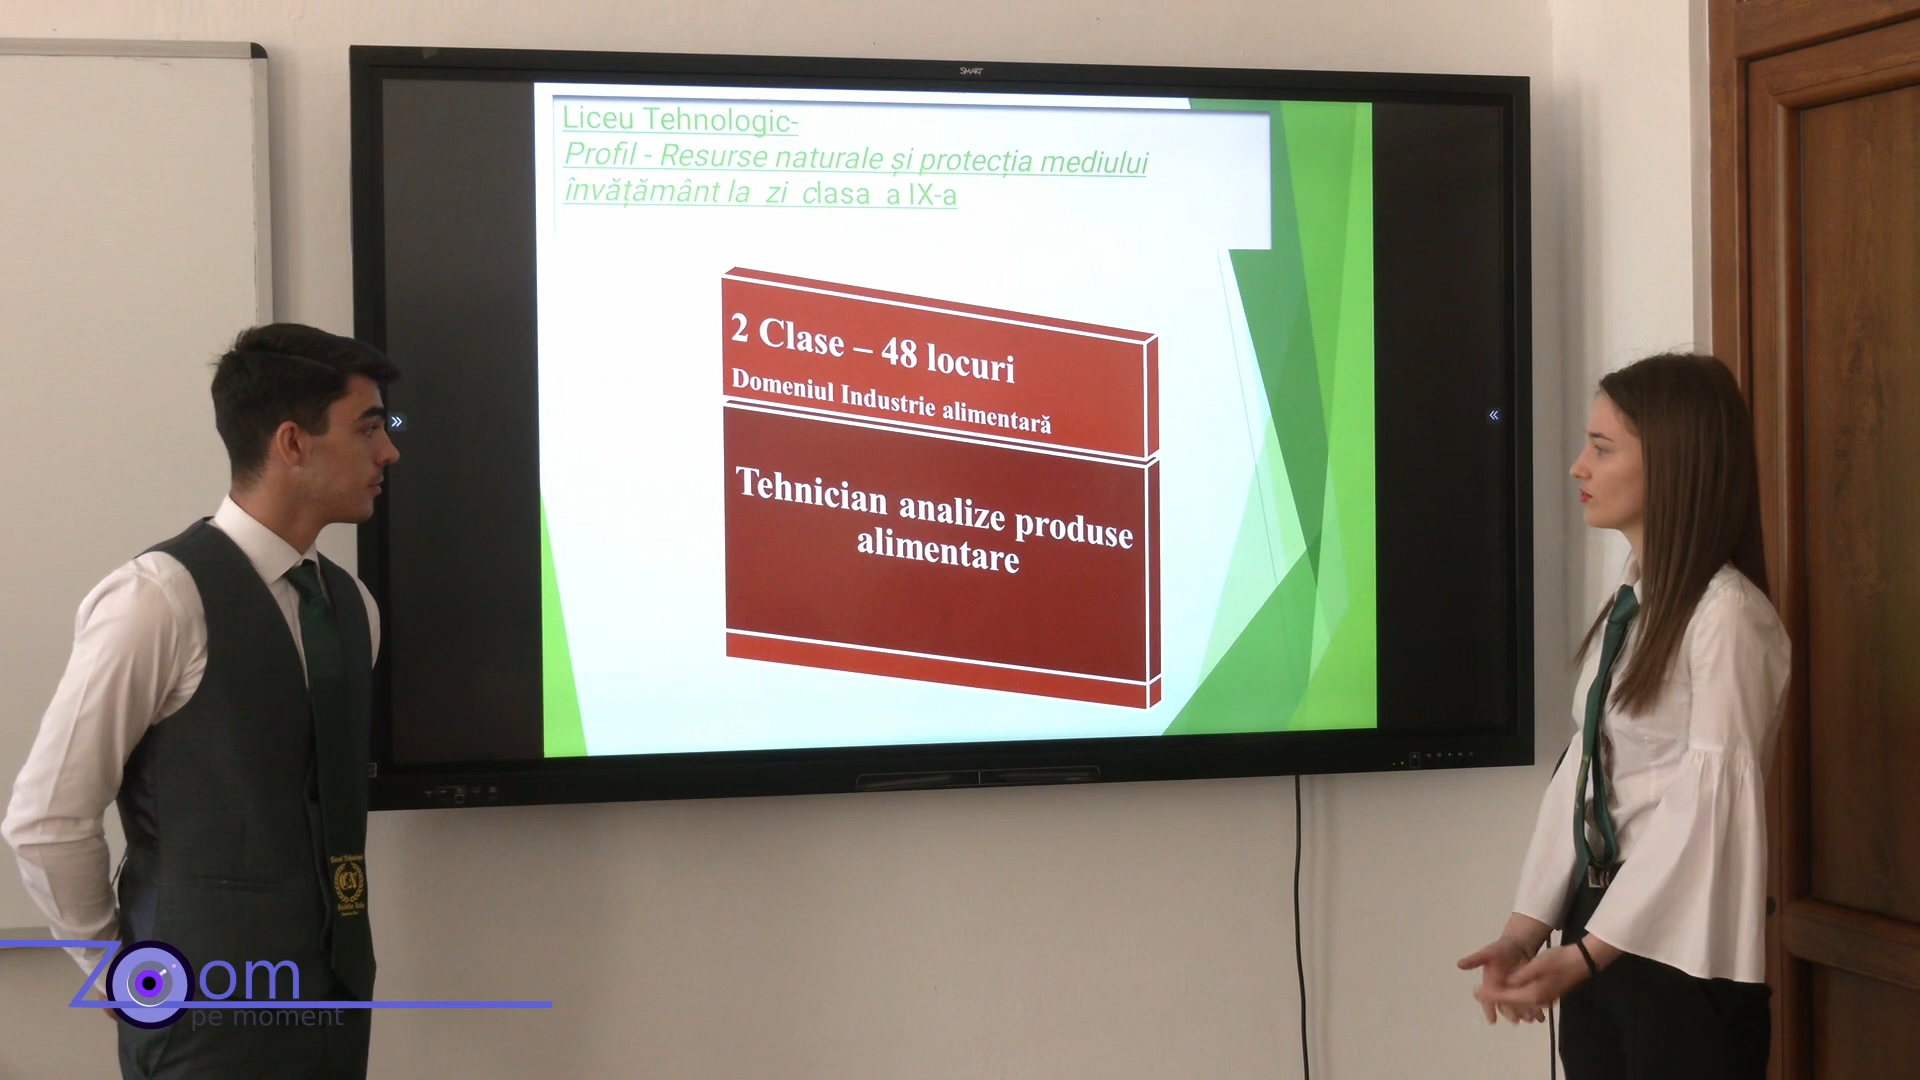 SMART
Liceu Tehnologic-
Profil - Resurse naturale și protecția mediului
învățământ la zi clasa a IX-a
2 Clase – 48 locuri
Domeniul Industrie alimentară
Tehnician analize produse
alimentare
Zoom
pe moment